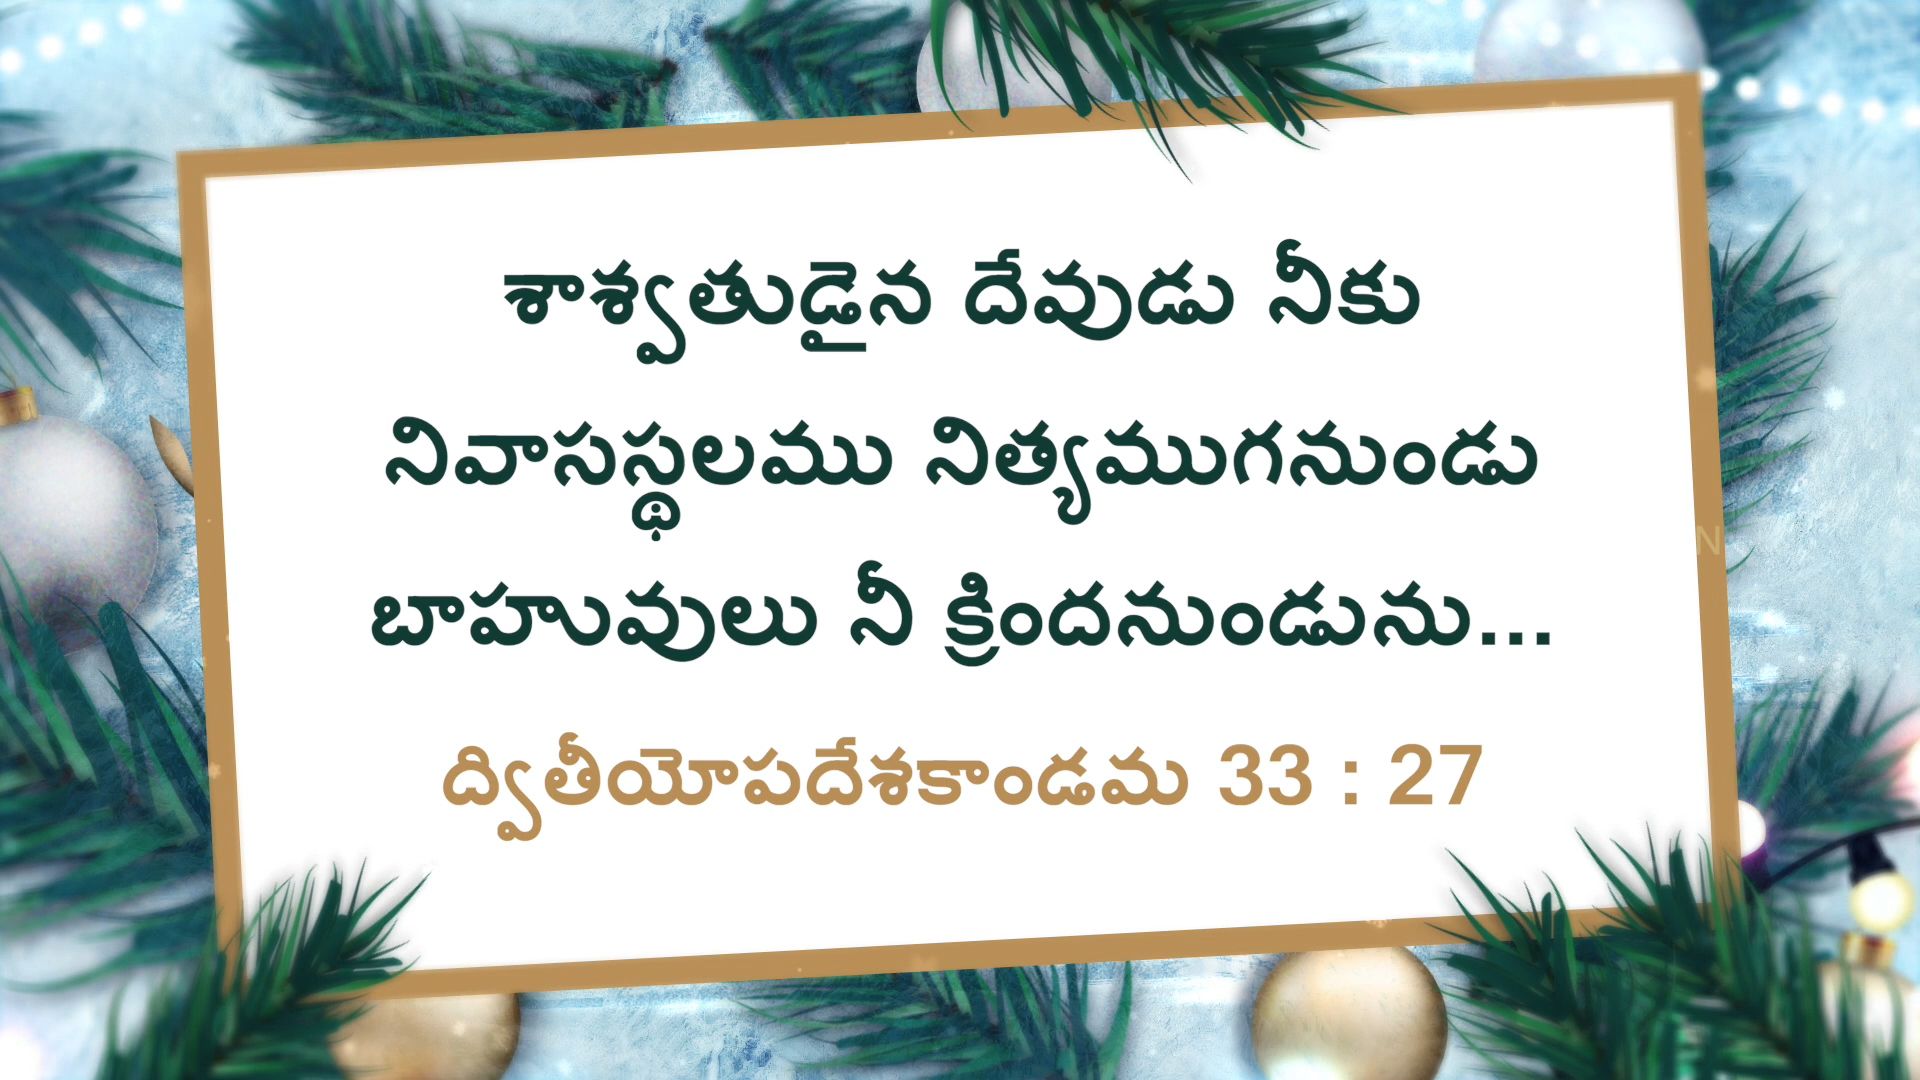 శాశ్వతుడైన దేవుడు నీకు
నివాసస్థలము నిత్యముగనుండు
బాహువులు నీ క్రిందనుండును...
ద్వితీయోపదేశకాండమ 33 : 27
N